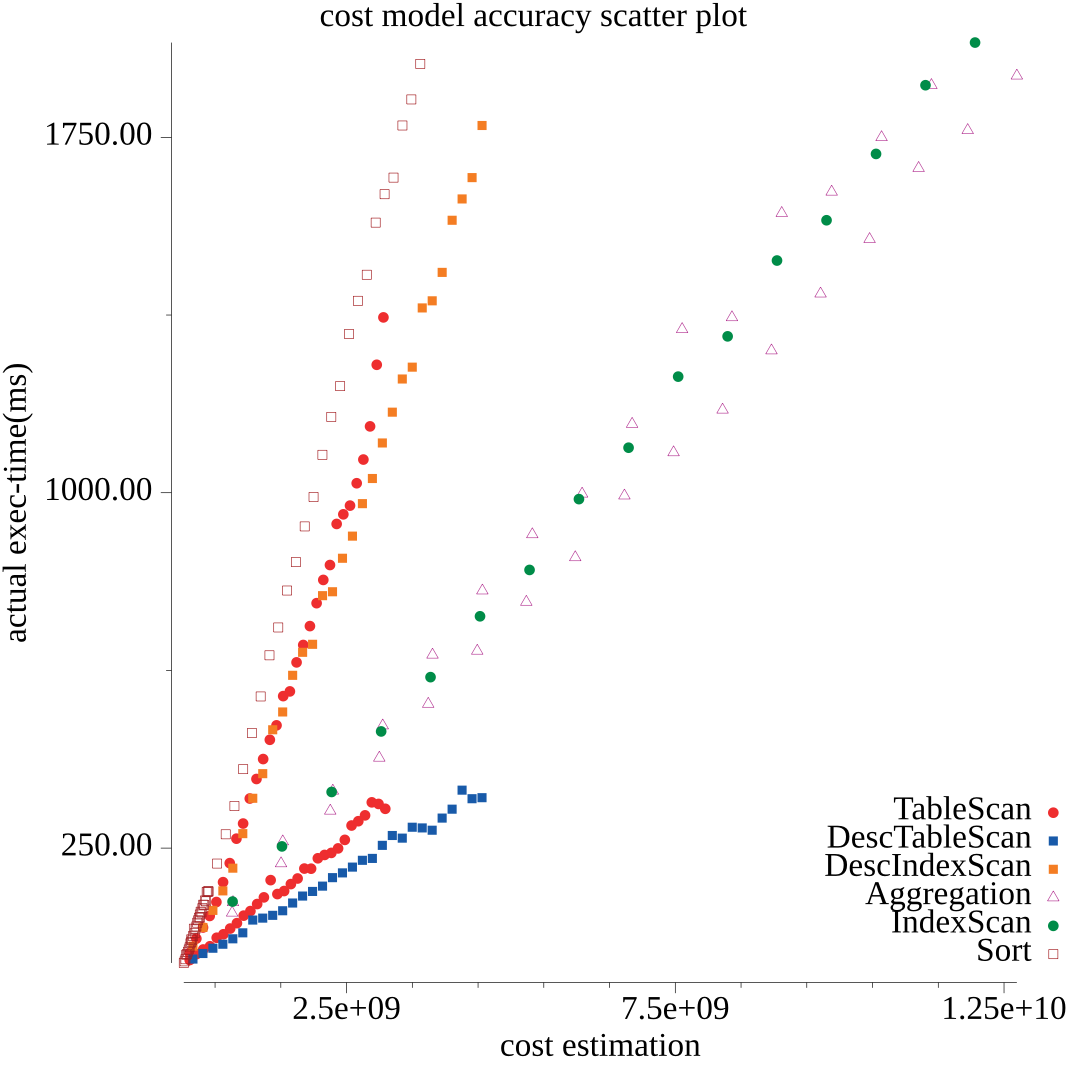 cost model accuracy scatter plot
1750.00
1000.00
250.00
actual exec-time(ms)
TableScan
DescTableScan
DescIndexScan
Aggregation
IndexScan
Sort
2.5e+09 7.5e+09 1.25e+10
cost estimation